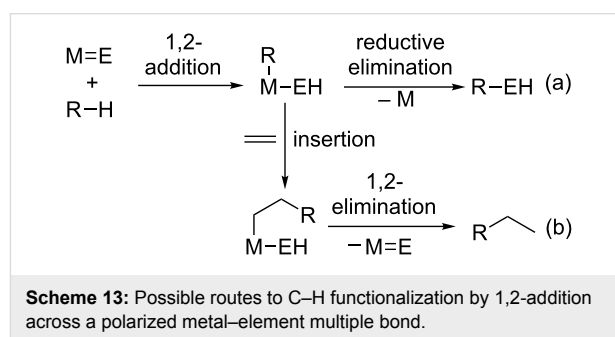 M=E
+
R–H
1,2-
addition
R
M–EH
reductive
elimination
– M
R–EH (a)
insertion
R
M–EH
1,2-
elimination
–M=E
R
(b)
Scheme 13: Possible routes to C–H functionalization by 1,2-addition
across a polarized metal–element multiple bond.